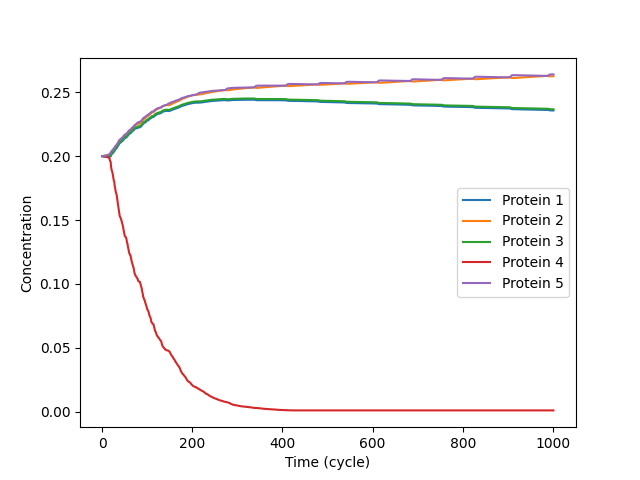 0.25
0.20
0.15
0.10
0.05
0.00
Concentration
Protein 1
Protein 2
Protein 3
Protein 4
Protein 5
0 200 400 600 800 1000
Time (cycle)